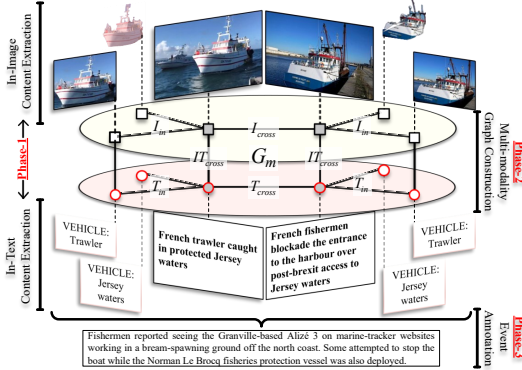 In-Image
Content Extraction
Phase-1
In-Text
Content Extraction
I_in
I_cross
I_in
IT_cross
G_m
IT_cross
T_in
T_cross
T_in
Multi-modality
Graph Construction
Phase-2
VEHICLE:
Trawler
VEHICLE:
Jersey
waters
French trawler caught
in protected Jersey
waters
French fishermen
blockade the entrance
to the harbour over
post-brexit access to
Jersey waters
VEHICLE:
Trawler
VEHICLE:
Jersey
waters
Fishermen reported seeing the Granville-based Alizé 3 on marine-tracker websites
working in a bream-spawning ground off the north coast. Some attempted to stop the
boat while the Norman Le Brocq fisheries protection vessel was also deployed.
Event
Annotation
Phase-3